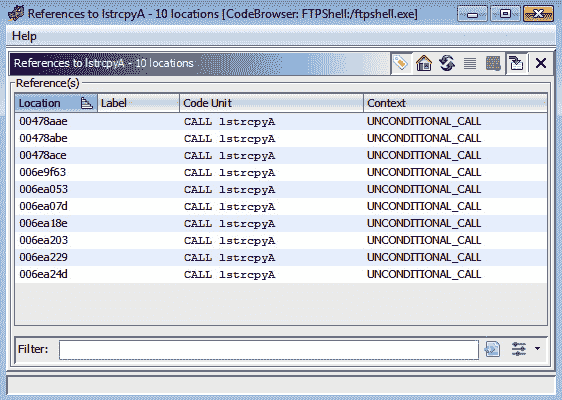 References to lstrcpyA - 10 locations [CodeBrowser: FTPShell:/ftpshell.exe]
Help
References to lstrcpyA - 10 locations
Reference(s)
Location Label Code Unit Context
00478aae CALL lstrcpyA UNCONDITIONAL_CALL
00478abe CALL lstrcpyA UNCONDITIONAL_CALL
00478ace CALL lstrcpyA UNCONDITIONAL_CALL
006e9f63 CALL lstrcpyA UNCONDITIONAL_CALL
006ea053 CALL lstrcpyA UNCONDITIONAL_CALL
006ea07d CALL lstrcpyA UNCONDITIONAL_CALL
006ea18e CALL lstrcpyA UNCONDITIONAL_CALL
006ea203 CALL lstrcpyA UNCONDITIONAL_CALL
006ea229 CALL lstrcpyA UNCONDITIONAL_CALL
006ea24d CALL lstrcpyA UNCONDITIONAL_CALL
Filter: